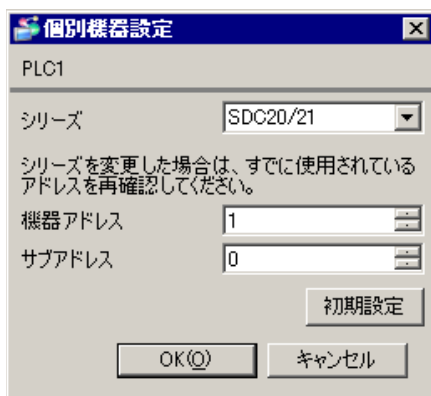 個別機器設定
PLC1
シリーズ SDC20/21
シリーズを変更した場合は、すでに使用されている
アドレスを再確認してください。
機器アドレス 1
サブアドレス 0
初期設定
OK(O) キャンセル